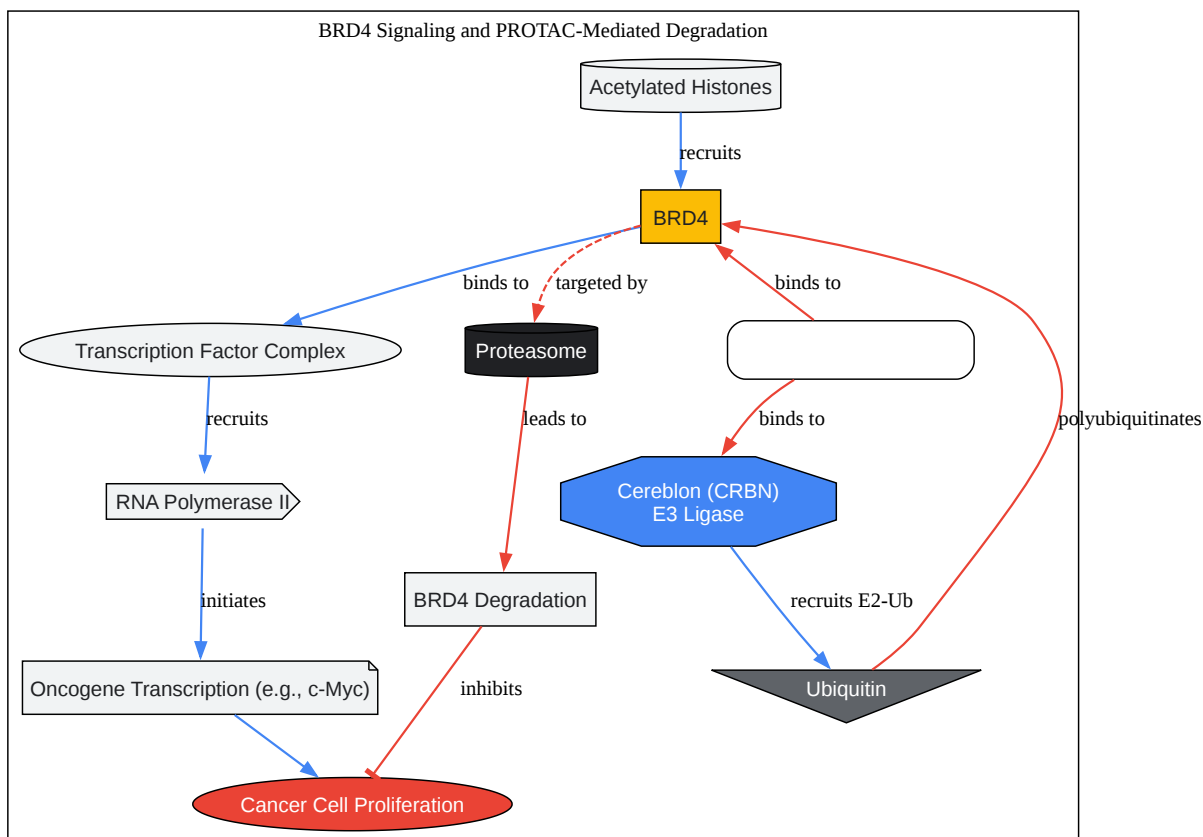 BRD4 Signaling and PROTAC-Mediated Degradation
Acetylated Histones
recruits
BRD4
binds to
targeted by
binds to
Transcription Factor Complex
Proteasome
recruits
leads to
binds to
polyubiquitinates
Cereblon (CRBN)
E3 Ligase
RNA Polymerase II
initiates
BRD4 Degradation
recruits E2-Ub
Oncogene Transcription (e.g., c-Myc)
inhibits
Ubiquitin
Cancer Cell Proliferation